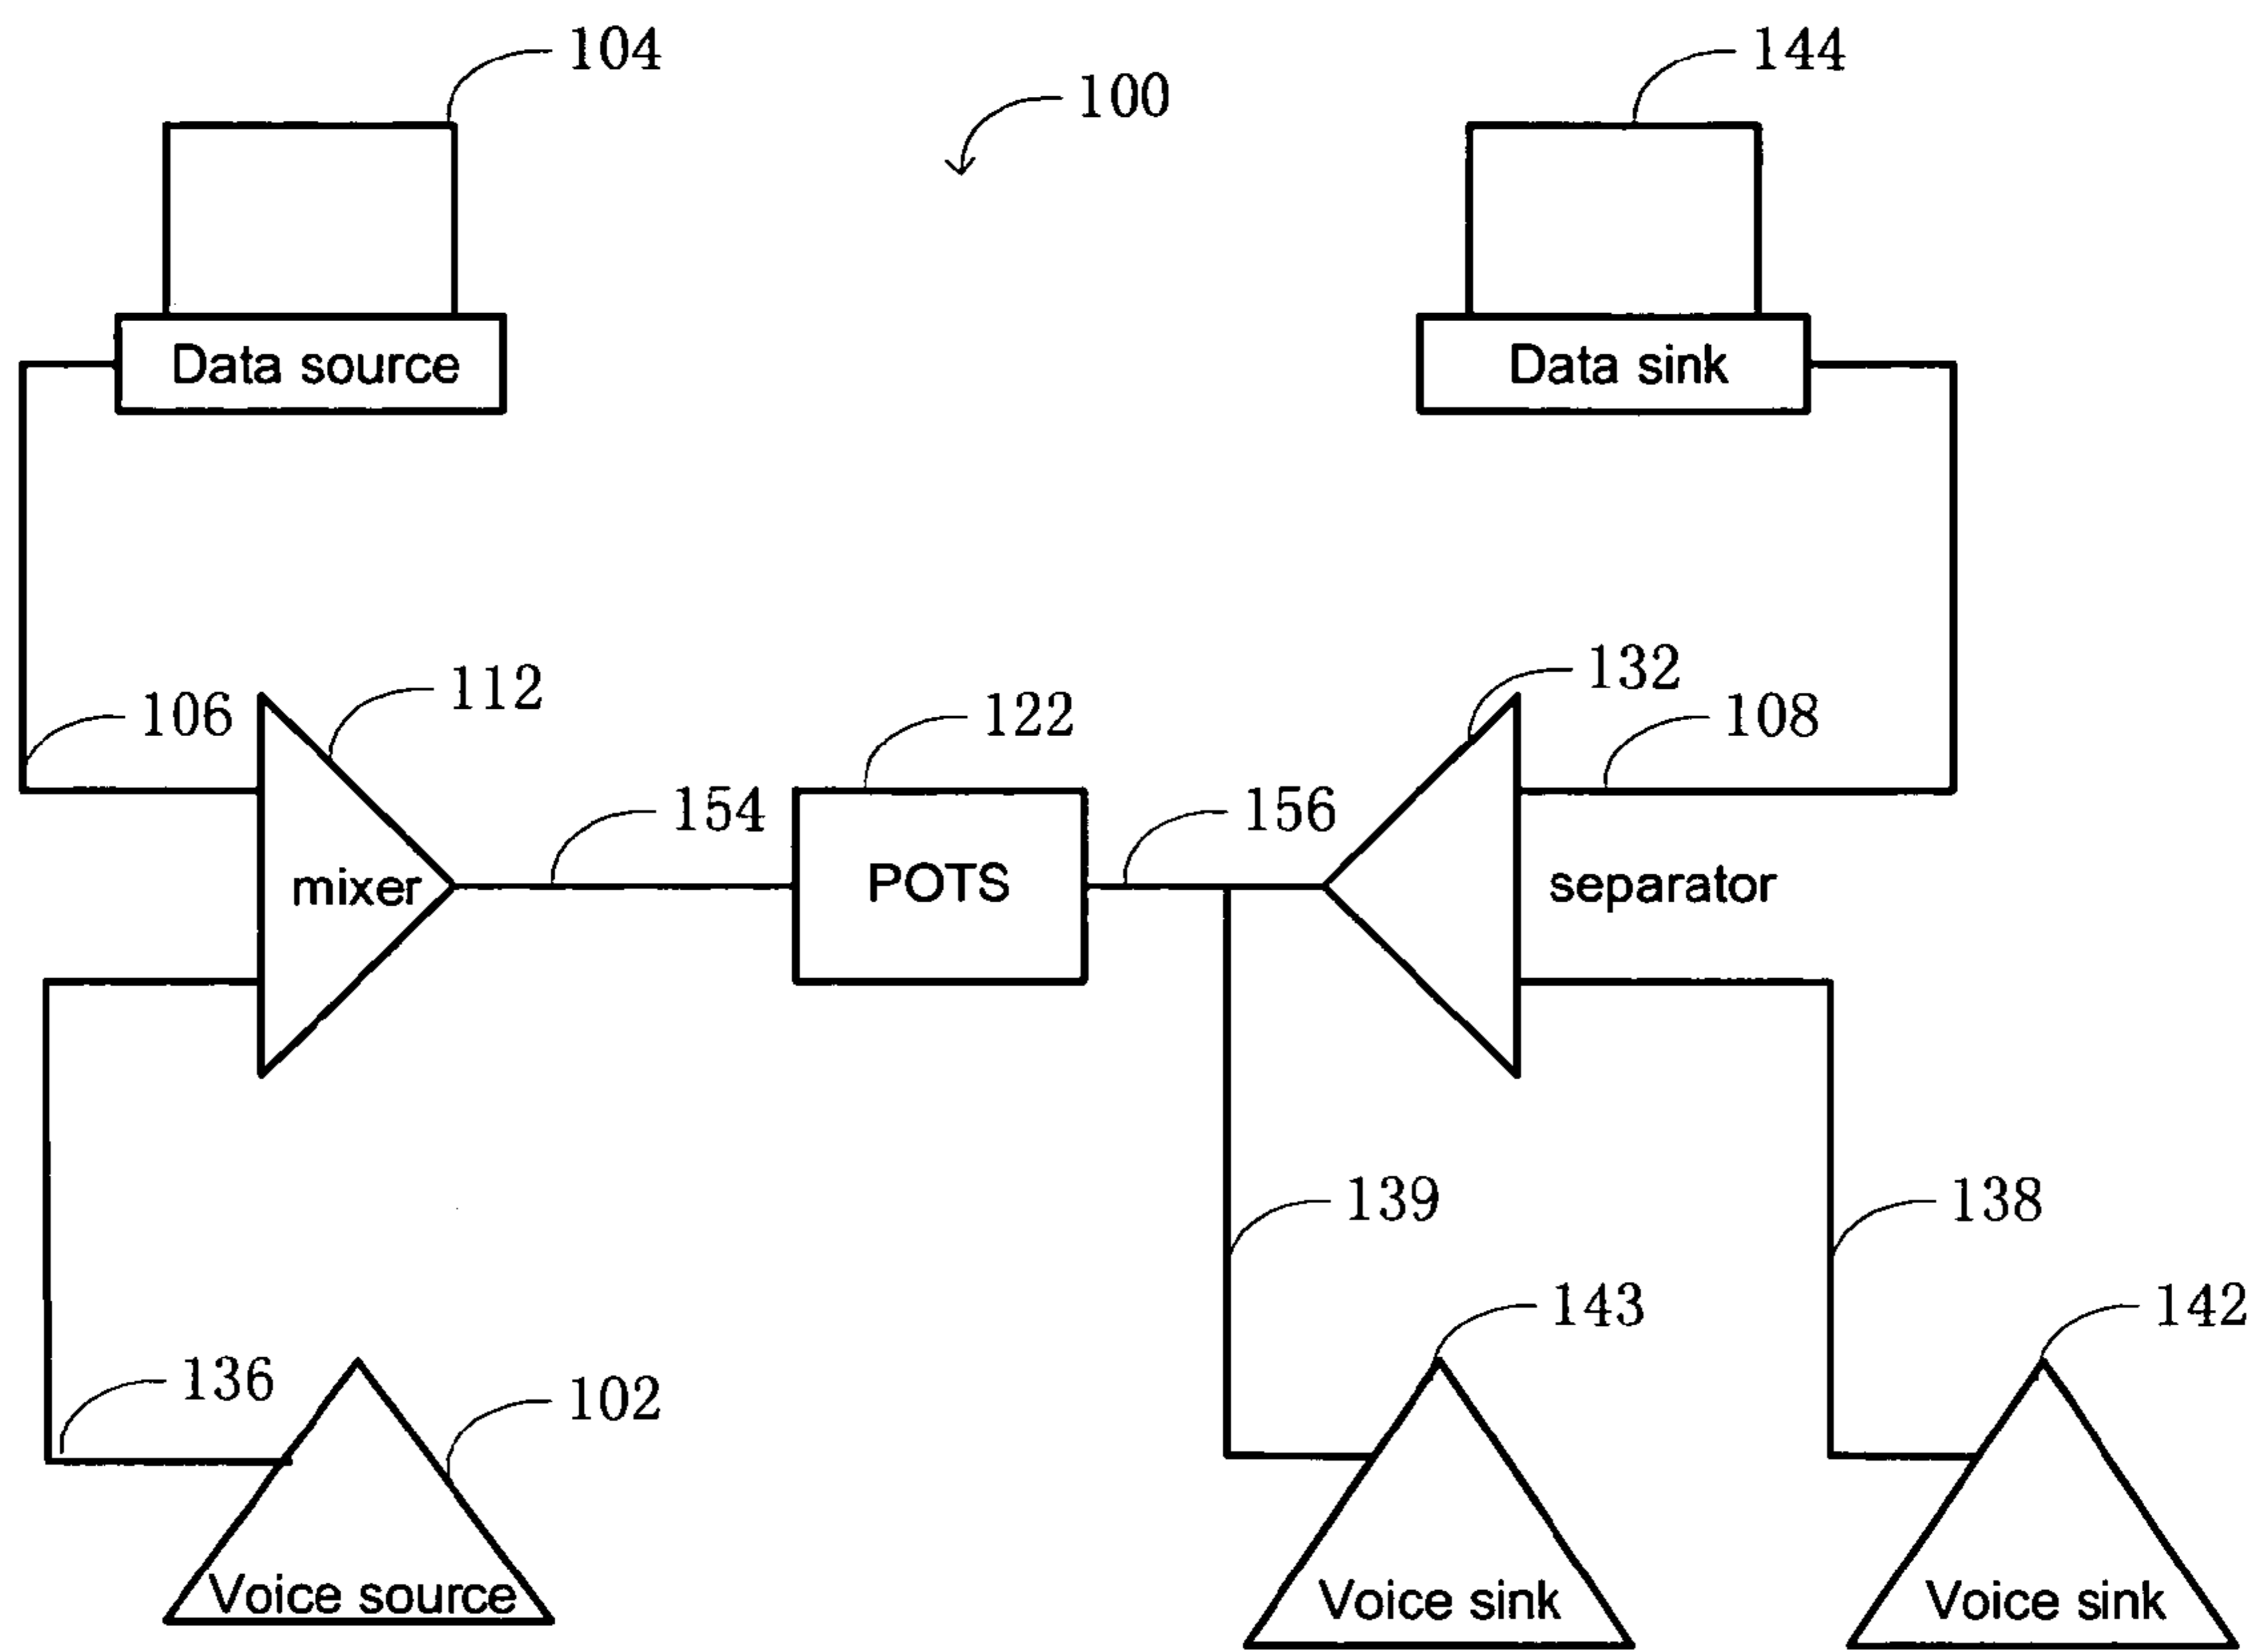 104
144
100
Data source
Data sink
106
112
132
108
122
154
156
mixer
POTS
separator
139
138
143
142
136
102
Voice source
Voice sink
Voice sink